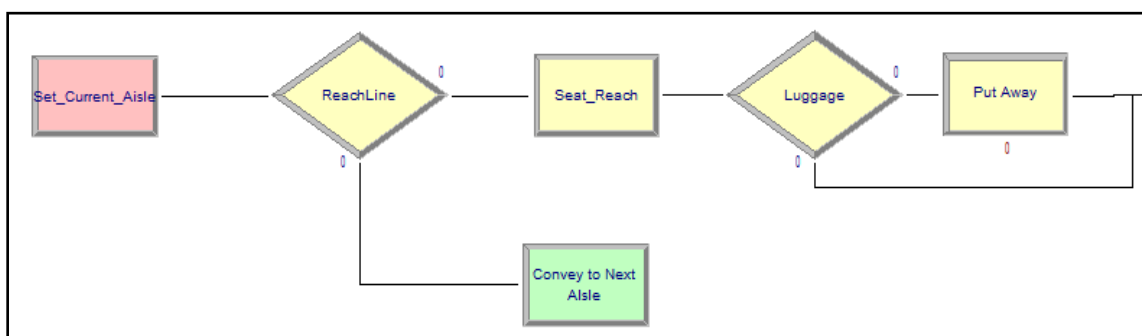 Set_Current_Aisle
ReachLine
0
0
Seat_Reach
Luggage
0
0
Put Away
0
Convey to Next
AIsle